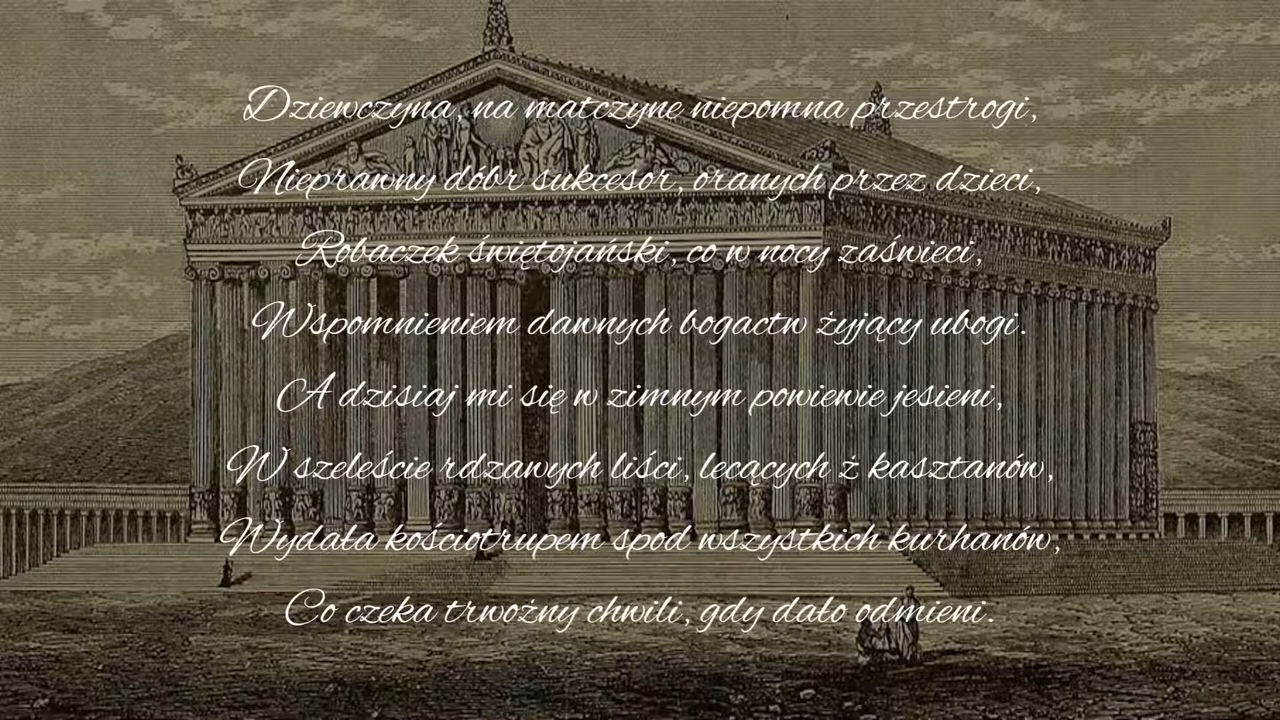 Dziewczyna, na matczyne niepomna przestrogi,
Nieprawny dóbr sukcesor, oranych przez dzieci,
Robaczek świętojański, co w nocy zaświeci,
Wspomnieniem dawnych bogactw żyjący ubogi.
A dzisiaj mi się w zimnym powiewie jesieni,
W szeleście rdzawych liści, lecących ż kasztanów,
Wydała kościotrupem spod wszystkich kurhanów,
Co czeka trwożny chwili, gdy dało odmieni.